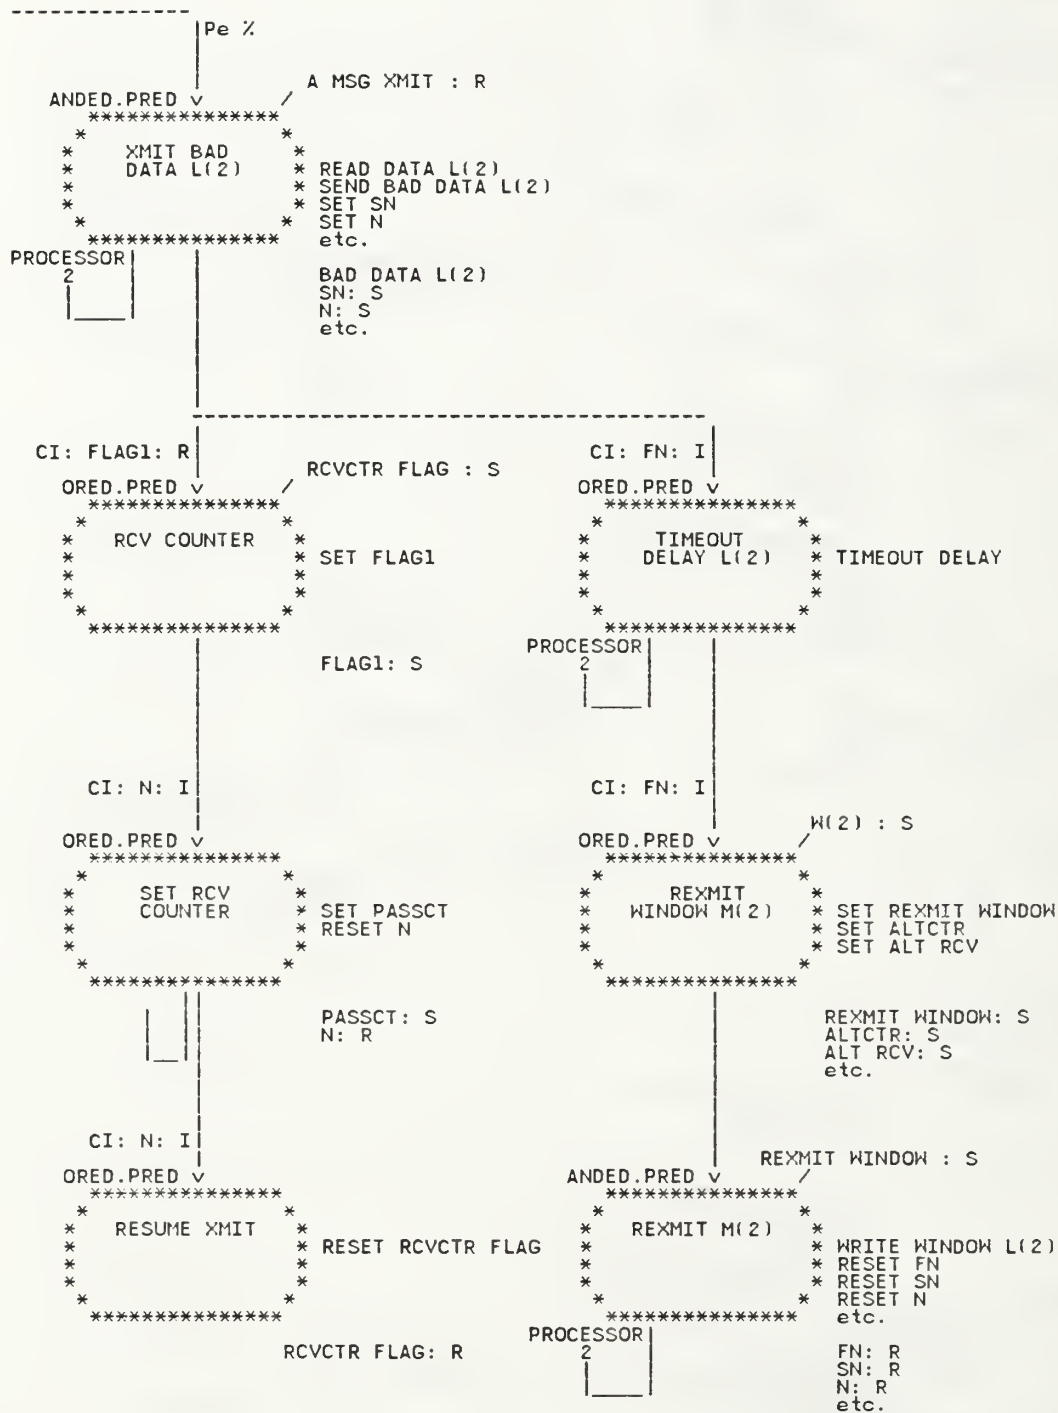 Pe %
A MSG XMIT : R
ANDED.PRED
XMIT BAD
DATA L(2)
READ DATA L(2)
SEND BAD DATA L(2)
SET SN
SET N
etc.
PROCESSOR
2
BAD DATA L(2)
SN: S
N: S
etc.
CI: FLAG1: R
CI: FN: I
RCVCTR FLAG : S
ORED.PRED
ORED.PRED
RCV COUNTER
SET FLAG1
TIMEOUT
DELAY L(2)
TIMEOUT DELAY
FLAG1: S
PROCESSOR
2
CI: N: I
CI: FN: I
W(2) : S
ORED.PRED
ORED.PRED
SET RCV
COUNTER
SET PASSCT
RESET N
REXMIT
WINDOW M(2)
SET REXMIT WINDOW
SET ALTCTR
SET ALT RCV
PASSCT: S
N: R
REXMIT WINDOW: S
ALTCTR: S
ALT RCV: S
etc.
CI: N: I
REXMIT WINDOW : S
ORED.PRED
ANDED.PRED
RESUME XMIT
RESET RCVCTR FLAG
REXMIT M(2)
WRITE WINDOW L(2)
RESET FN
RESET SN
RESET N
etc.
RCVCTR FLAG: R
PROCESSOR
2
FN: R
SN: R
N: R
etc.